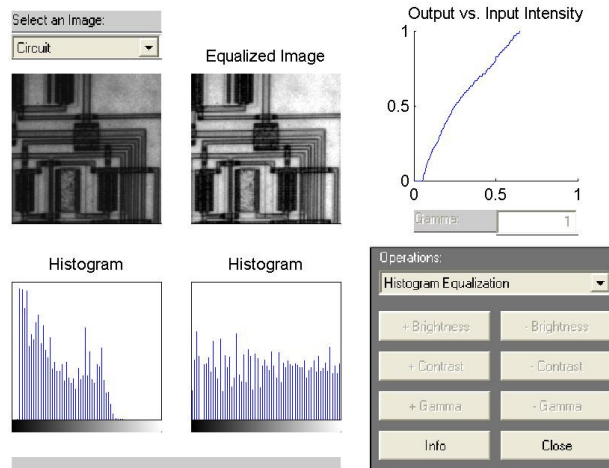 Select an Image:
Circuit
Equalized Image
Output vs. Input Intensity
1
0.5
0
0
0.5
1
Gamma:
1
Histogram
Histogram
Operations:
Histogram Equalization
+ Brightness
- Brightness
+ Contrast
- Contrast
+ Gamma
- Gamma
Info
Close